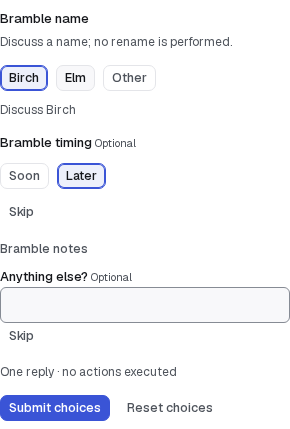 Bramble name
Discuss a name; no rename is performed.
Birch Elm Other
Discuss Birch
Bramble timing Optional
Soon Later
Skip
Bramble notes
Anything else? Optional
Skip
One reply · no actions executed
Submit choices Reset choices